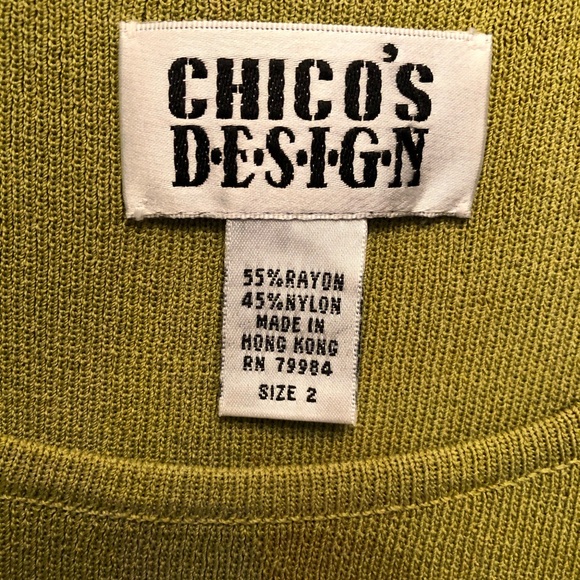 CHICO'S
D·E·S·I·G·N
55%RAYON
45%NYLON
MADE IN
HONG KONG
RN 79984
SIZE 2